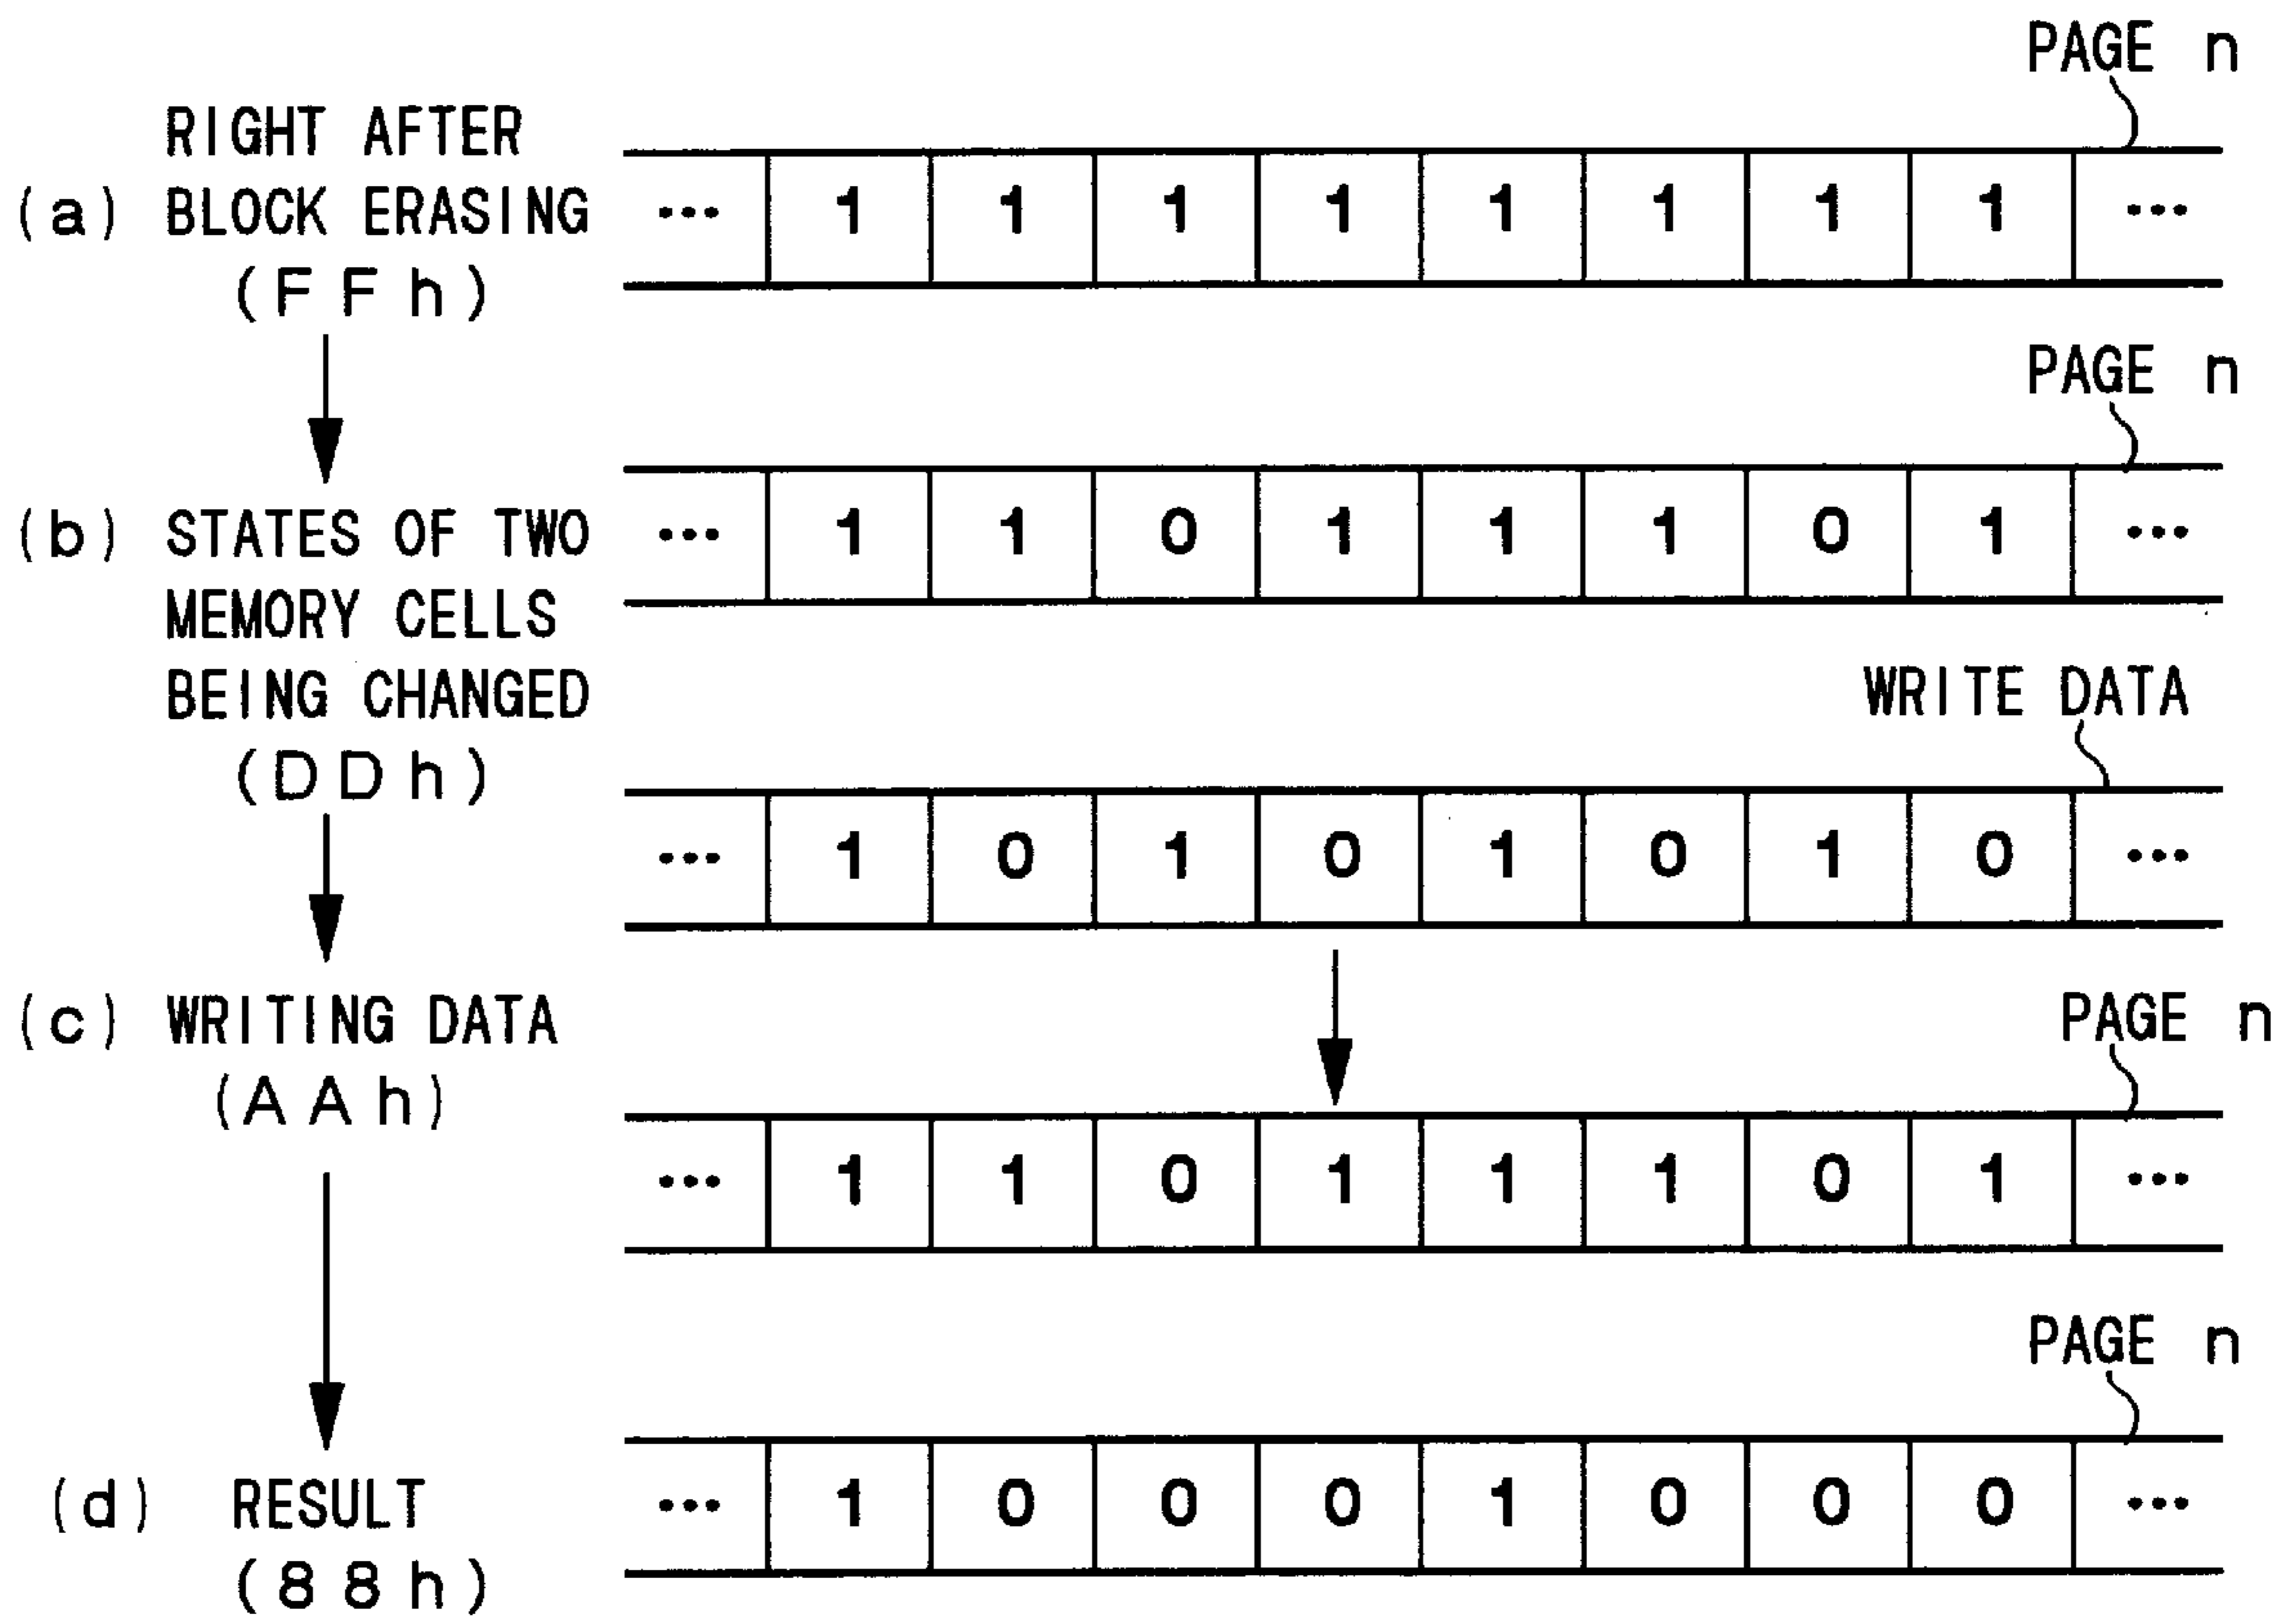 PAGE n
RIGHT AFTER
(a) BLOCK ERASING
(FFh)
... 1 1 1 1 1 1 1 1 ...
PAGE n
(b) STATES OF TWO
MEMORY CELLS
BEING CHANGED
(DDh)
... 1 1 0 1 1 1 0 1 ...
WRITE DATA
... 1 0 1 0 1 0 1 0 ...
(c) WRITING DATA
(AAh)
PAGE n
... 1 1 0 1 1 1 0 1 ...
PAGE n
(d) RESULT
(88h)
... 1 0 0 0 1 0 0 0 ...